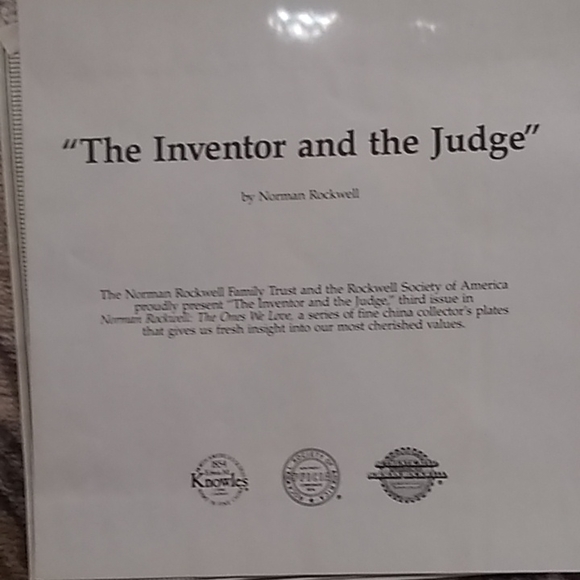 "The Inventor and the Judge"
by Norman Rockwell
The Norman Rockwell Family Trust and the Rockwell Society of America
proudly present "The Inventor and the Judge," third issue in
Norman Rockwell: The Ones We Love, a series of fine china collector's plates
that gives us fresh insight into our most cherished values.
Knowles